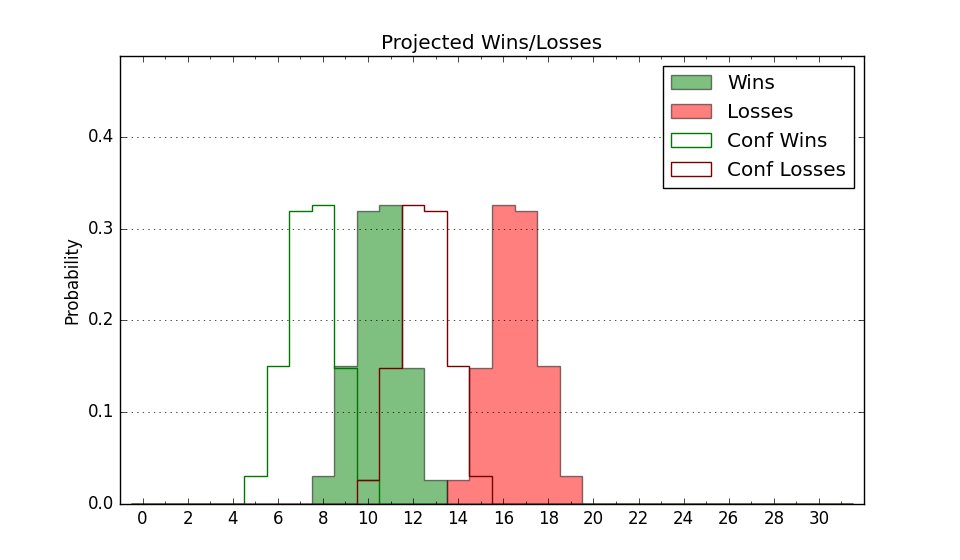 Projected Wins/Losses
Wins
Losses
Conf Wins
Conf Losses
0.4
0.3
0.2
0.1
0.0
Probability
0 2 4 6 8 10 12 14 16 18 20 22 24 26 28 30